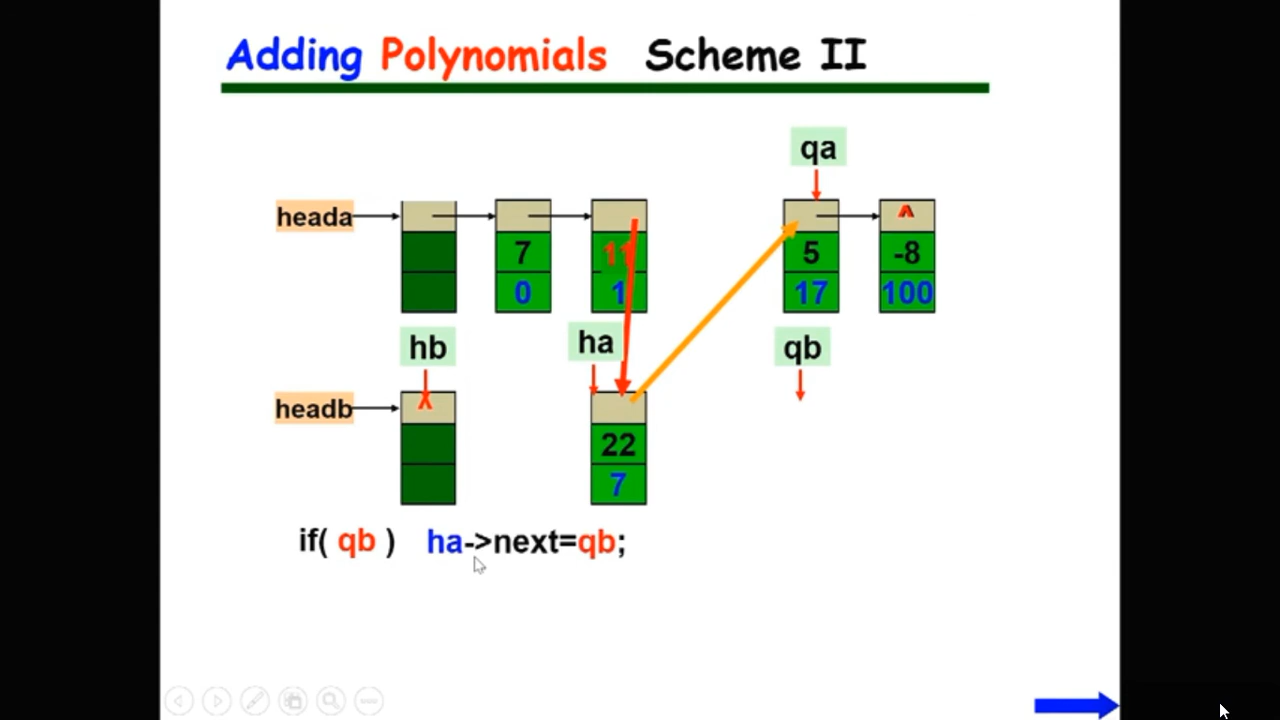 Adding Polynomials Scheme II
qa
heada
7
0
11
1
5
17
^
-8
100
hb
ha
qb
headb
^
22
7
if( qb ) ha->next=qb;